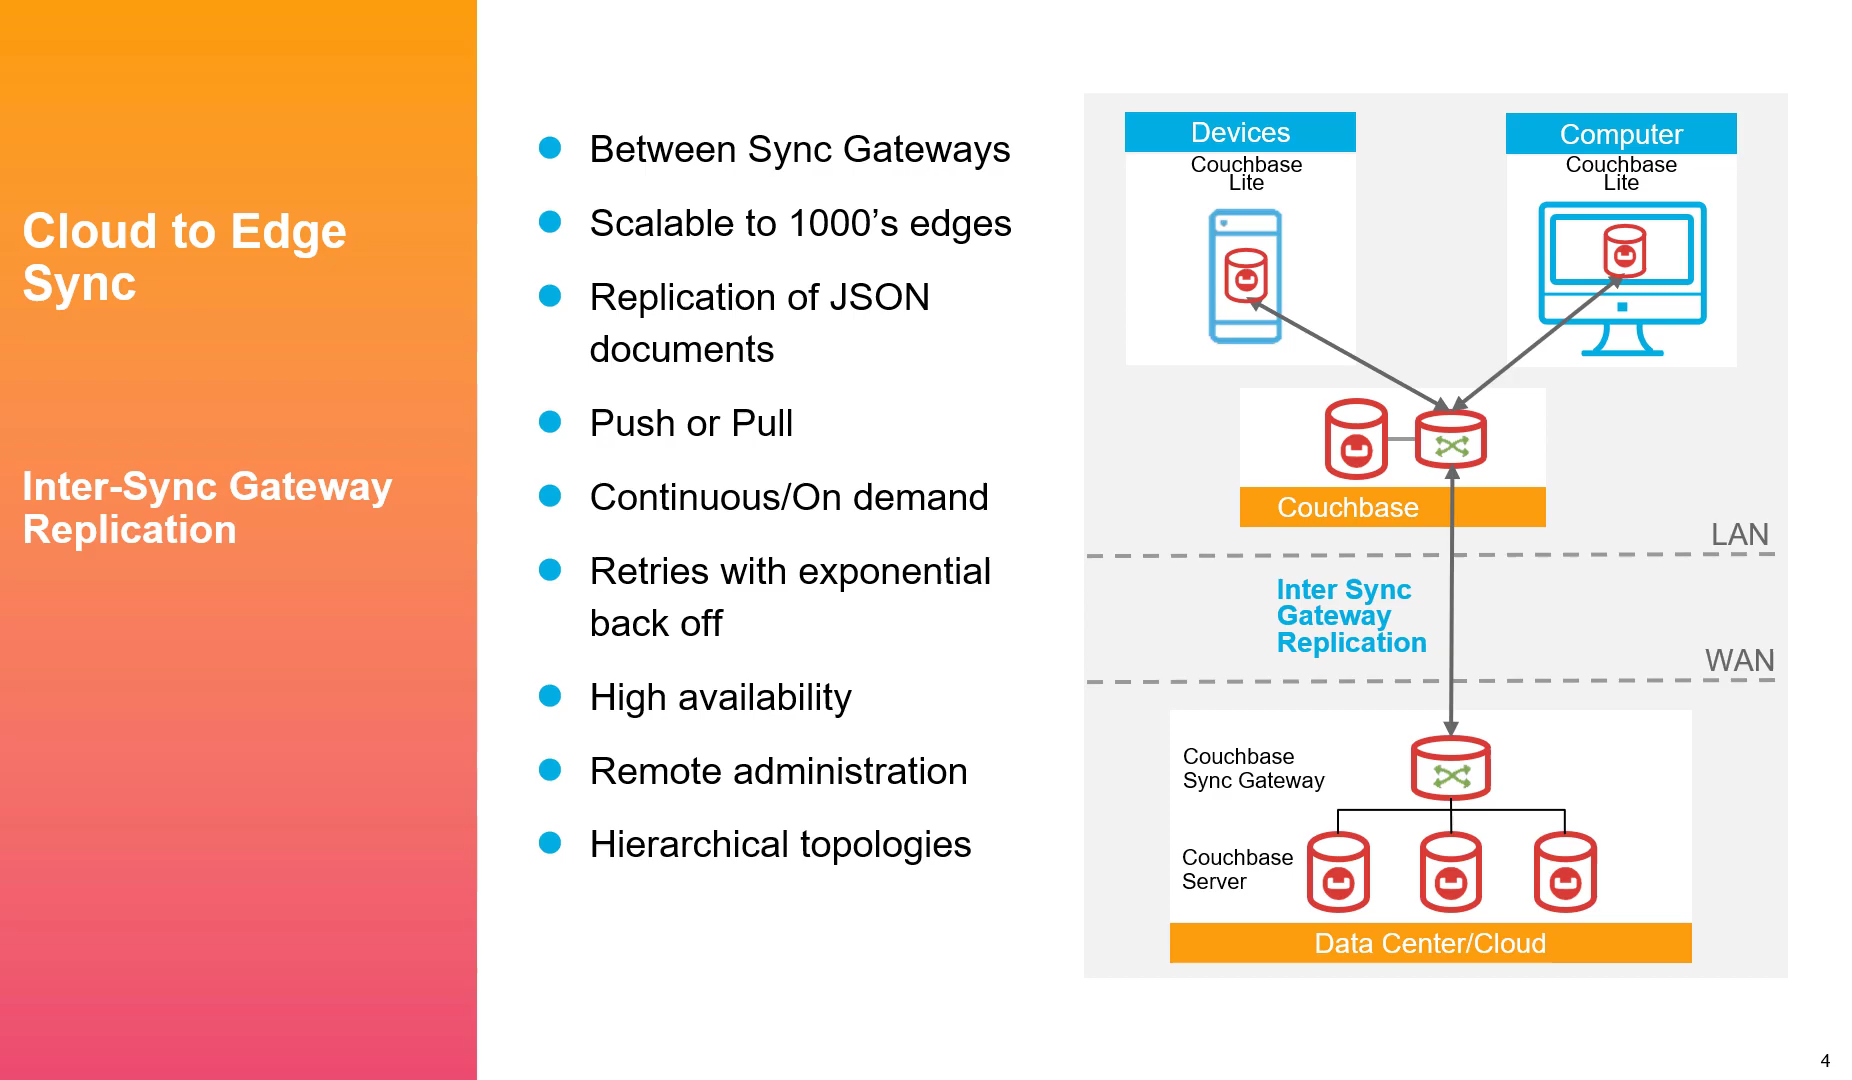 Cloud to Edge
Sync
Inter-Sync Gateway
Replication
Between Sync Gateways
Scalable to 1000’s edges
Replication of JSON
documents
Push or Pull
Continuous/On demand
Retries with exponential
back off
High availability
Remote administration
Hierarchical topologies
Devices
Couchbase
Lite
Computer
Couchbase
Lite
Couchbase
LAN
Inter Sync
Gateway
Replication
WAN
Couchbase
Sync Gateway
Couchbase
Server
Data Center/Cloud
4